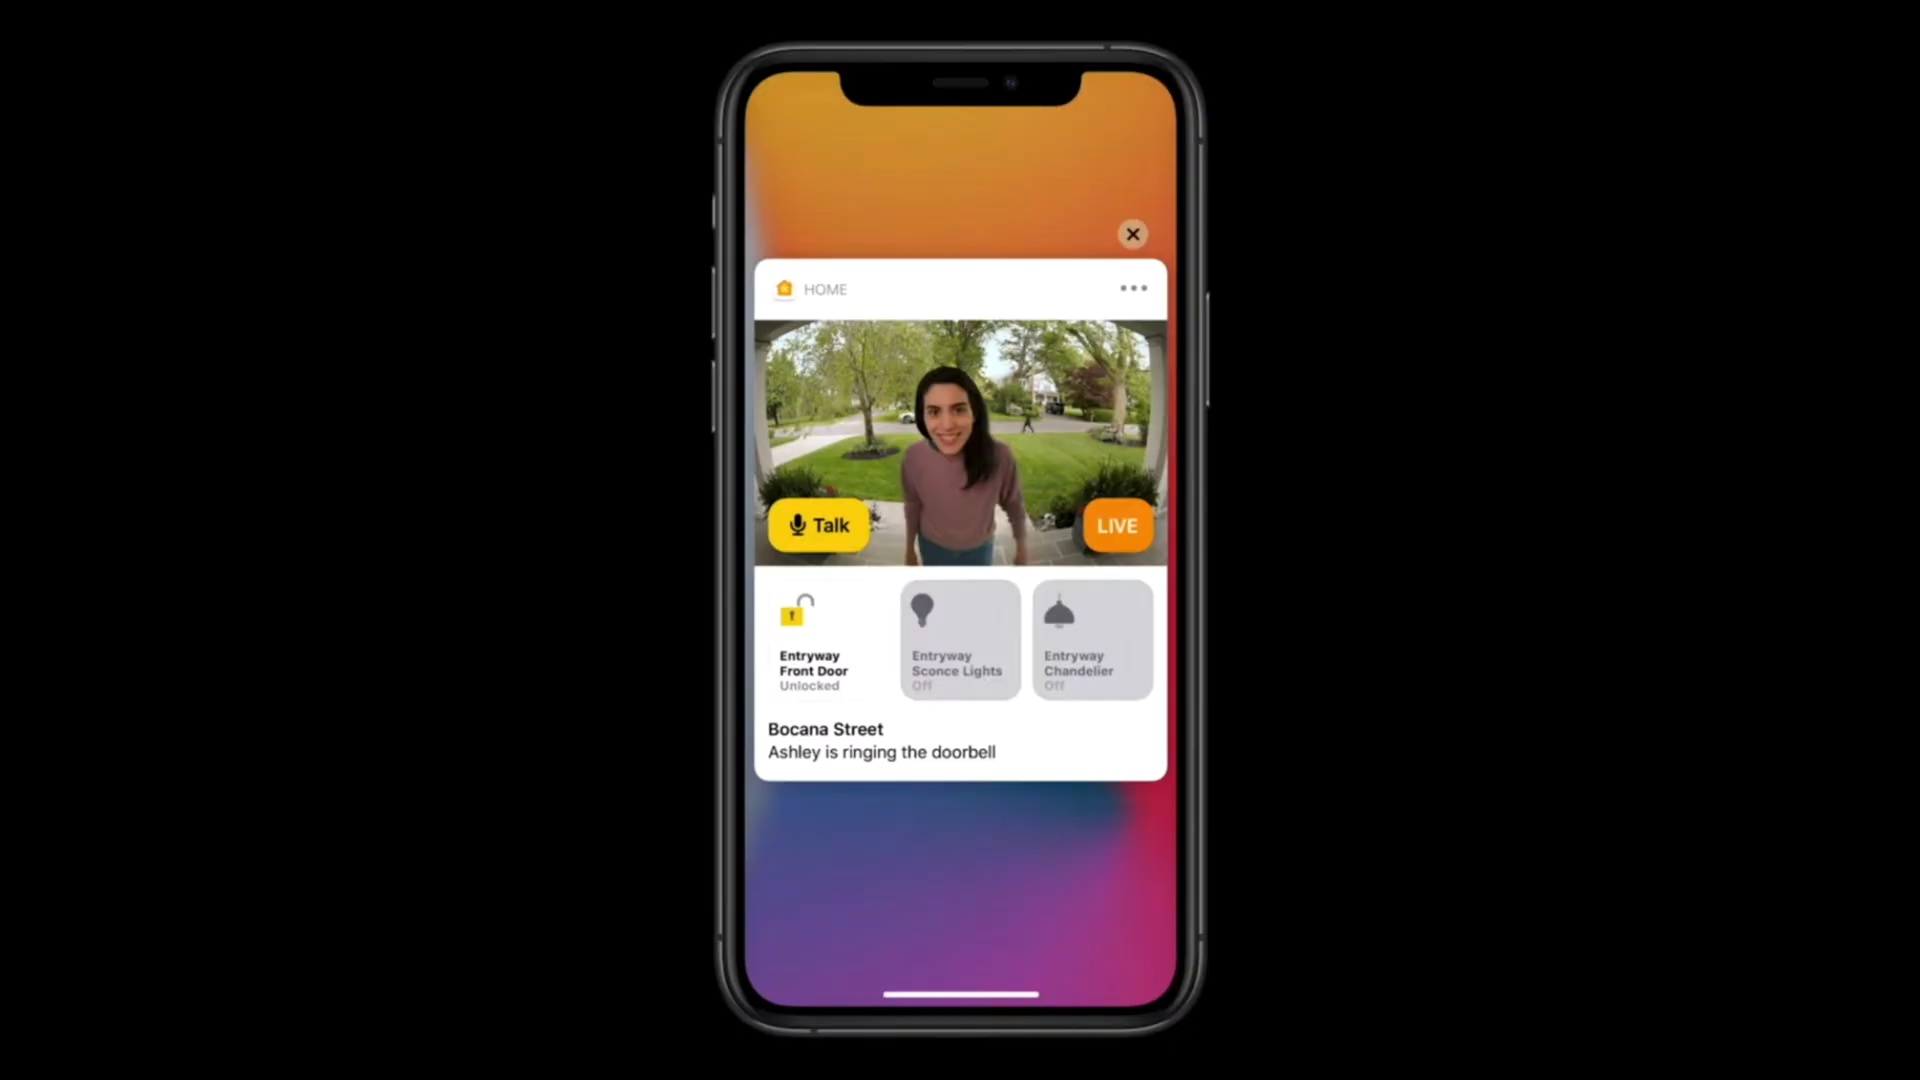 HOME
Talk
LIVE
Entryway
Front Door
Unlocked
Entryway
Sconce Lights
Off
Entryway
Chandelier
Off
Bocana Street
Ashley is ringing the doorbell